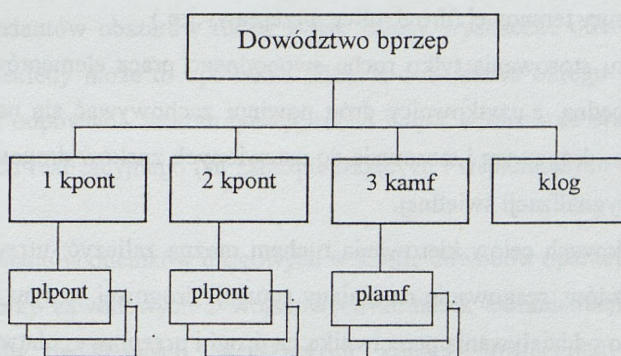 Dowództwo bprzep
1 kpont
2 kpont
3 kamf
klog
plpont
plpont
plamf